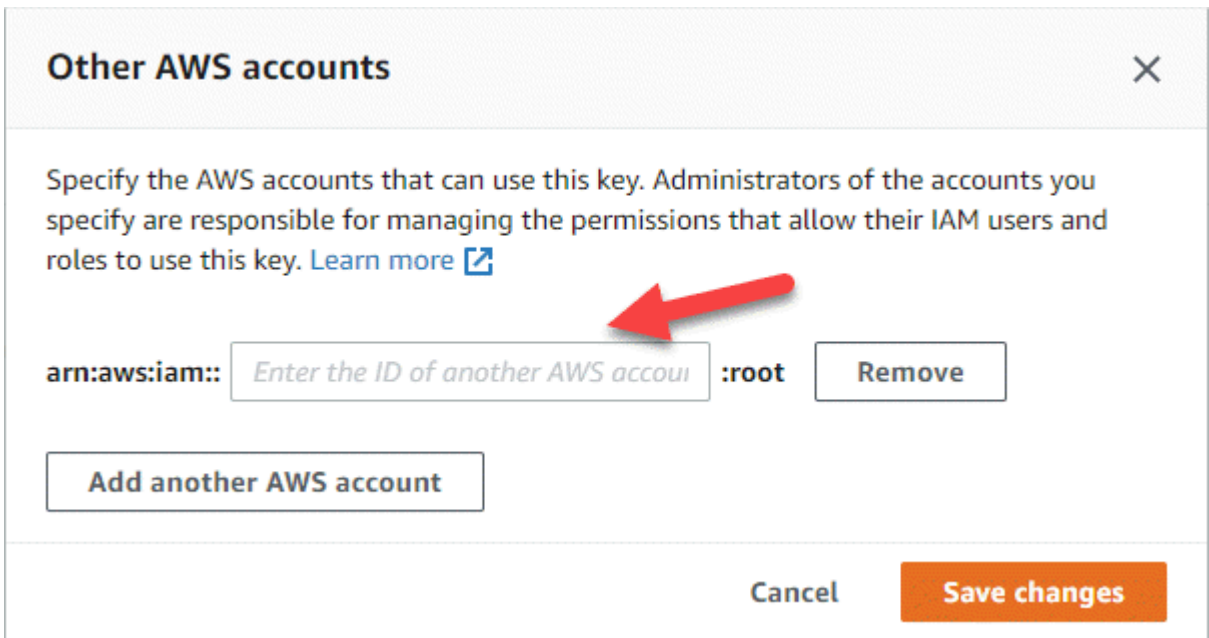 Other AWS accounts
Specify the AWS accounts that can use this key. Administrators of the accounts you
specify are responsible for managing the permissions that allow their IAM users and
roles to use this key. Learn more
arn:aws:iam:: Enter the ID of another AWS accou :root Remove
Add another AWS account
Cancel Save changes